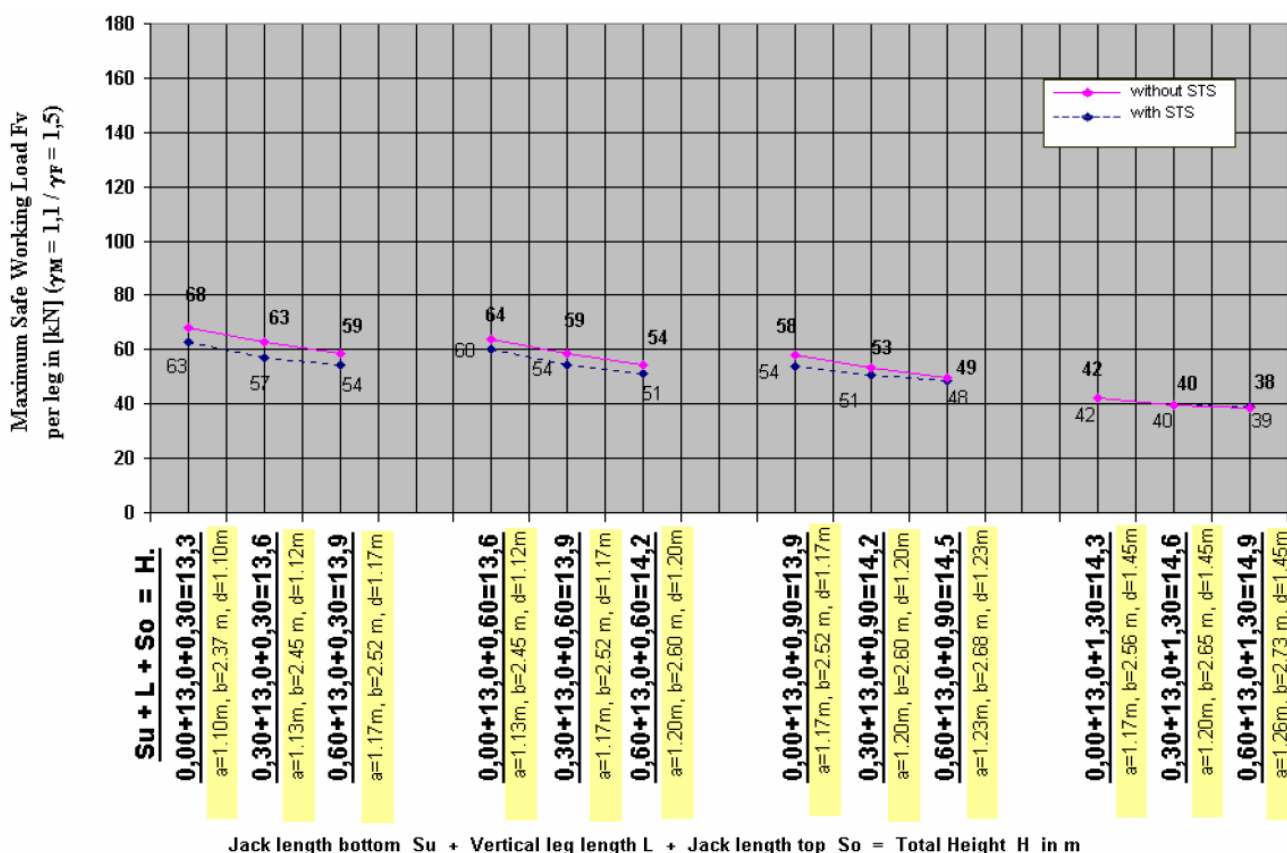 Maximum Safe Working Load Fv
per leg in [kN] (γM = 1,1 / γF = 1,5)
180
160
140
120
100
80
60
40
20
0
without STS
with STS
68
63
59
63
57
54
64
59
54
60
54
51
58
53
49
54
51
48
42
40
38
42
40
39
Su + L + So = H.
0,00+13,0+0,30=13,3
a=1.10m, b=2.37 m, d=1.10m
0,30+13,0+0,30=13,6
a=1.13m, b=2.45 m, d=1.12m
0,60+13,0+0,30=13,9
a=1.17m, b=2.52 m, d=1.17m
0,00+13,0+0,60=13,6
a=1.13m, b=2.45 m, d=1.12m
0,30+13,0+0,60=13,9
a=1.17m, b=2.52 m, d=1.17m
0,60+13,0+0,60=14,2
a=1.20m, b=2.60 m, d=1.20m
0,00+13,0+0,90=13,9
a=1.17m, b=2.52 m, d=1.17m
0,30+13,0+0,90=14,2
a=1.20m, b=2.60 m, d=1.20m
0,60+13,0+0,90=14,5
a=1.23m, b=2.68 m, d=1.23m
0,00+13,0+1,30=14,3
a=1.17m, b=2.56 m, d=1.45m
0,30+13,0+1,30=14,6
a=1.20m, b=2.65 m, d=1.45m
0,60+13,0+1,30=14,9
a=1.26m, b=2.73 m, d=1.45m
Jack length bottom Su + Vertical leg length L + Jack length top So = Total Height H in m